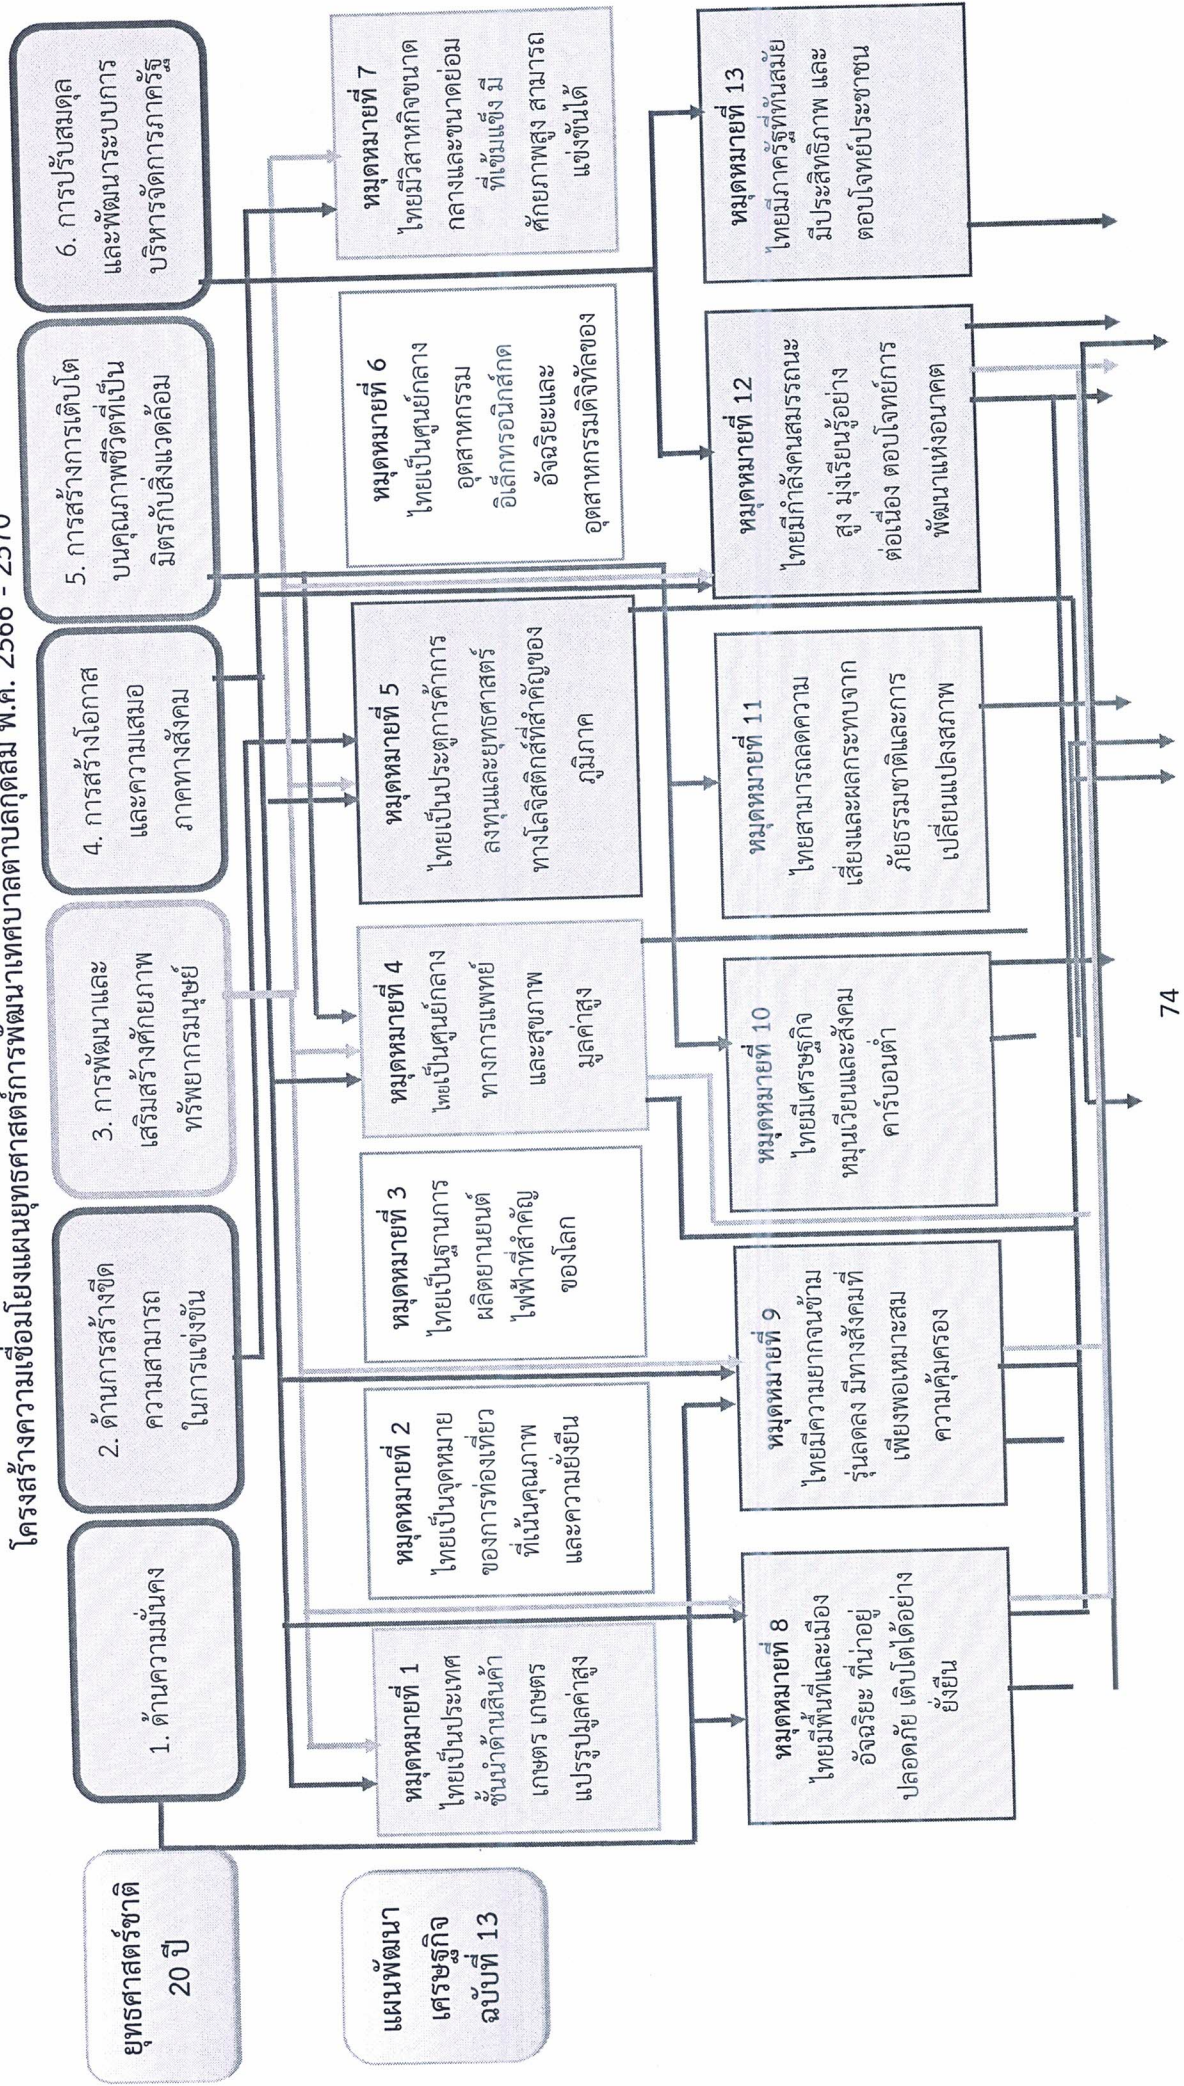 โครงสร้างความเชื่อมโยงแผนยุทธศาสตร์การพัฒนาเทศบาลตำบลกุดสิม พ.ศ. 2566 - 2570
ยุทธศาสตร์ชาติ
20 ปี
1. ด้านความมั่นคง
2. ด้านการสร้างขีด
ความสามารถ
ในการแข่งขัน
3. การพัฒนาและ
เสริมสร้างศักยภาพ
ทรัพยากรมนุษย์
4. การสร้างโอกาส
และความเสมอ
ภาคทางสังคม
5. การสร้างการเติบโต
บนคุณภาพชีวิตที่เป็น
มิตรกับสิ่งแวดล้อม
6. การปรับสมดุล
และพัฒนาระบบการ
บริหารจัดการภาครัฐ
แผนพัฒนา
เศรษฐกิจ
ฉบับที่ 13
หมุดหมายที่ 1
ไทยเป็นประเทศ
ชั้นนำด้านสินค้า
เกษตร เกษตร
แปรรูปมูลค่าสูง
หมุดหมายที่ 2
ไทยเป็นจุดหมาย
ของการท่องเที่ยว
ที่เน้นคุณภาพ
และความยั่งยืน
หมุดหมายที่ 3
ไทยเป็นฐานการ
ผลิตยานยนต์
ไฟฟ้าที่สำคัญ
ของโลก
หมุดหมายที่ 4
ไทยเป็นศูนย์กลาง
ทางการแพทย์
และสุขภาพ
มูลค่าสูง
หมุดหมายที่ 5
ไทยเป็นประตูการค้าการ
ลงทุนและยุทธศาสตร์
ทางโลจิสติกส์ที่สำคัญของ
ภูมิภาค
หมุดหมายที่ 6
ไทยเป็นศูนย์กลาง
อุตสาหกรรม
อิเล็กทรอนิกส์กด
อัจฉริยะและ
อุตสาหกรรมดิจิทัลของ
หมุดหมายที่ 7
ไทยมีวิสาหกิจขนาด
กลางและขนาดย่อม
ที่เข้มแข็ง มี
ศักยภาพสูง สามารถ
แข่งขันได้
หมุดหมายที่ 8
ไทยมีพื้นที่และเมือง
อัจฉริยะ ที่น่าอยู่
ปลอดภัย เติบโตได้อย่าง
ยั่งยืน
หมุดหมายที่ 9
ไทยมีความยากจนข้าม
รุ่นลดลง มีทางสังคมที่
เพียงพอเหมาะสม
ความคุ้มครอง
หมุดหมายที่ 10
ไทยมีเศรษฐกิจ
หมุนเวียนและสังคม
คาร์บอนต่ำ
หมุดหมายที่ 11
ไทยสามารถลดความ
เสี่ยงและผลกระทบจาก
ภัยธรรมชาติและการ
เปลี่ยนแปลงสภาพ
หมุดหมายที่ 12
ไทยมีกำลังคนสมรรถนะ
สูง มุ่งเรียนรู้อย่าง
ต่อเนื่อง ตอบโจทย์การ
พัฒนาแห่งอนาคต
หมุดหมายที่ 13
ไทยมีภาครัฐที่ทันสมัย
มีประสิทธิภาพ และ
ตอบโจทย์ประชาชน
74